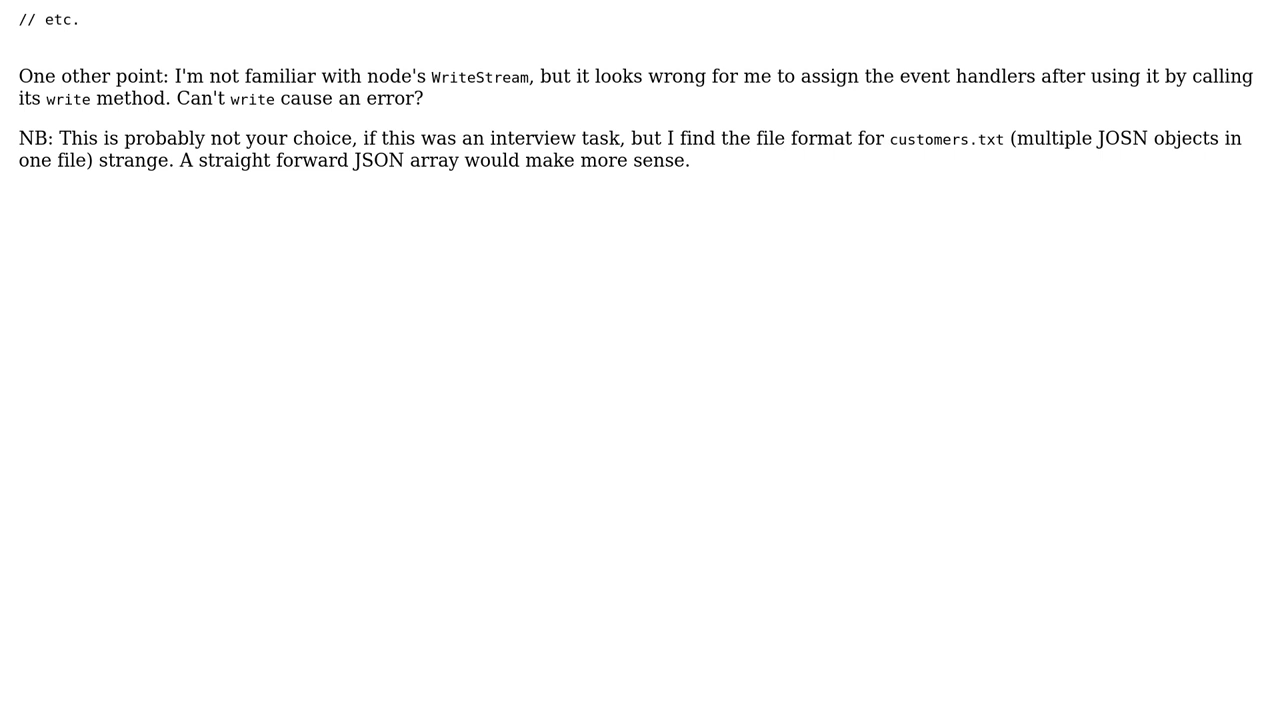 // etc.
One other point: I'm not familiar with node's WriteStream, but it looks wrong for me to assign the event handlers after using it by calling
its write method. Can't write cause an error?
NB: This is probably not your choice, if this was an interview task, but I find the file format for customers.txt (multiple JOSN objects in
one file) strange. A straight forward JSON array would make more sense.